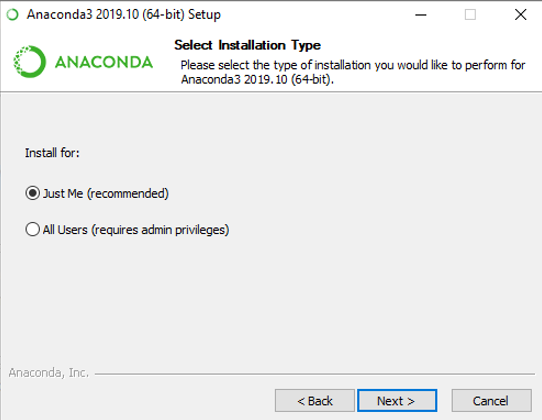 Anaconda3 2019.10 (64-bit) Setup
Select Installation Type
Please select the type of installation you would like to perform for
Anaconda3 2019.10 (64-bit).
ANACONDA
Install for:
Just Me (recommended)
All Users (requires admin privileges)
Anaconda, Inc.
< Back
Next >
Cancel